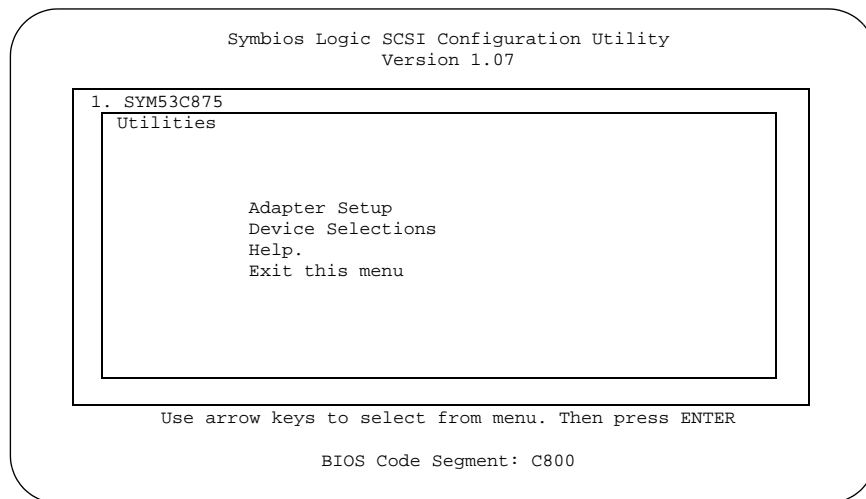 Symbios Logic SCSI Configuration Utility
Version 1.07
1. SYM53C875
Utilities
Adapter Setup
Device Selections
Help.
Exit this menu
Use arrow keys to select from menu. Then press ENTER
BIOS Code Segment: C800